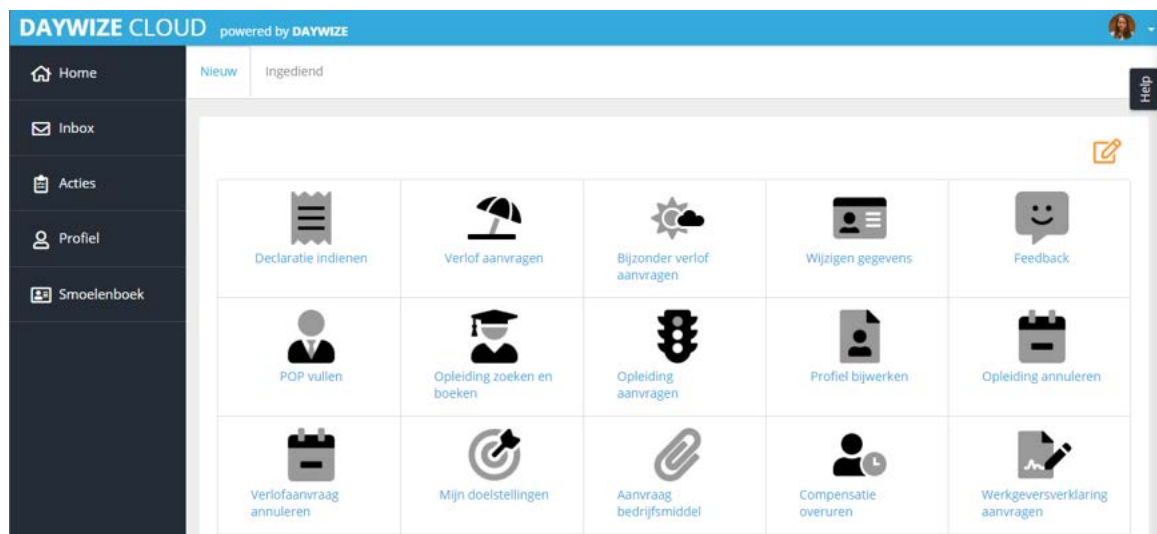 DAYWIZE CLOUD powered by DAYWIZE
Home
Inbox
Acties
Profiel
Smoelenboek
Nieuw Ingediend
Help
Declaratie indienen
Verlof aanvragen
Bijzonder verlof
aanvragen
Wijzigen gegevens
Feedback
POP vullen
Opleiding zoeken en
boeken
Opleiding
aanvragen
Profiel bijwerken
Opleiding annuleren
Verlofaanvraag
annuleren
Mijn doelstellingen
Aanvraag
bedrijfsmiddel
Compensatie
overuren
Werkgeversverklaring
aanvragen